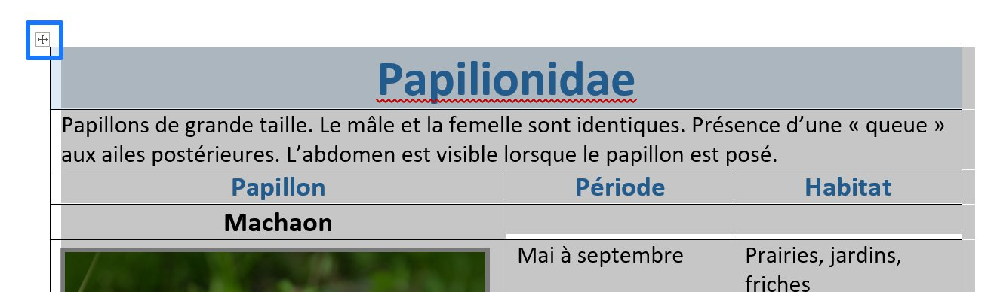 Papilionidae
Papillons de grande taille. Le mâle et la femelle sont identiques. Présence d’une « queue »
aux ailes postérieures. L’abdomen est visible lorsque le papillon est posé.
Papillon Période Habitat
Machaon
Mai à septembre Prairies, jardins,
friches